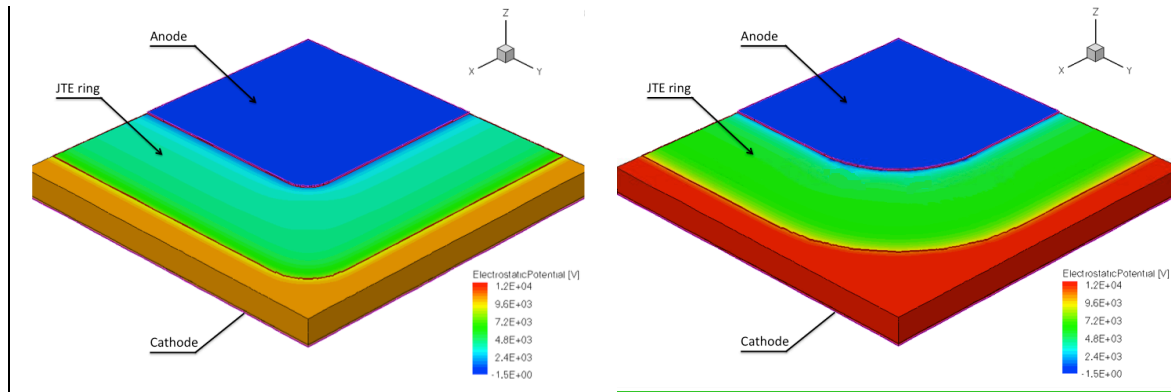 Anode
JTE ring
Z
X
Y
ElectrostaticPotential [V]
1.2E+04
9.6E+03
7.2E+03
4.8E+03
2.4E+03
-1.5E+00
Cathode
Anode
JTE ring
Z
X
Y
ElectrostaticPotential [V]
1.2E+04
9.6E+03
7.2E+03
4.8E+03
2.4E+03
-1.5E+00
Cathode